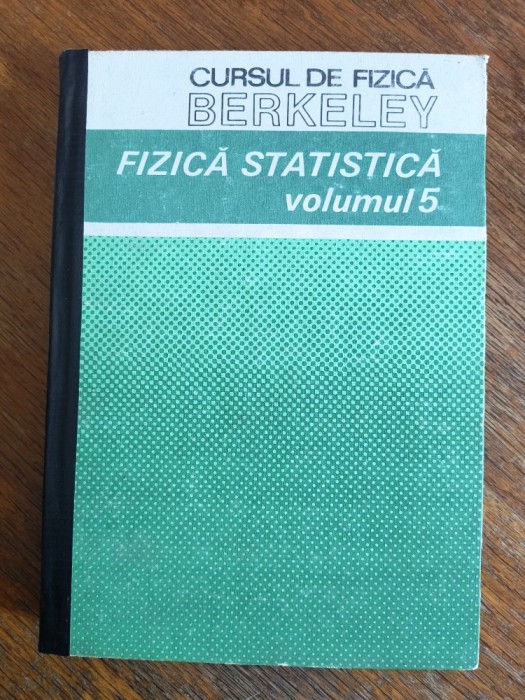 CURSUL DE FIZICĂ
BERKELEY
FIZICĂ STATISTICĂ
volumul 5